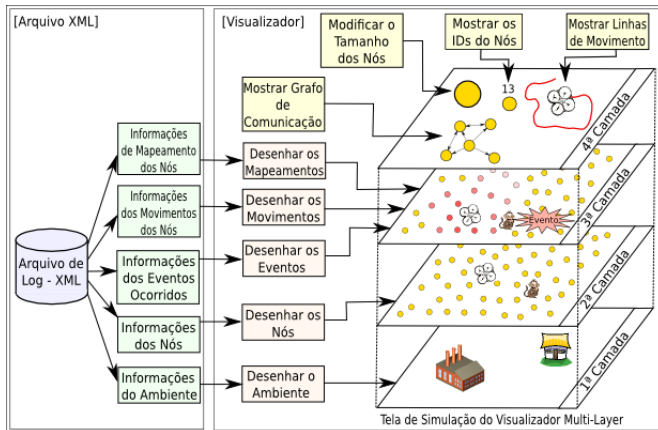 [Arquivo XML]
[Visualizador]
Modificar o
Tamanho
dos Nós
Mostrar os
IDs do Nós
Mostrar Linhas
de Movimento
Mostrar Grafo
de
Comunicação
13
4ª Camada
Informações
de Mapeamento
dos Nós
Desenhar os
Mapeamentos
Informações
dos Movimentos
dos Nós
Desenhar os
Movimentos
Evento
3ª Camada
Arquivo de
Log - XML
Informações
dos Eventos
Ocorridos
Desenhar os
Eventos
2ª Camada
Informações
dos Nós
Desenhar os
Nós
Informações
do Ambiente
Desenhar o
Ambiente
1ª Camada
Tela de Simulação do Visualizador Multi-Layer